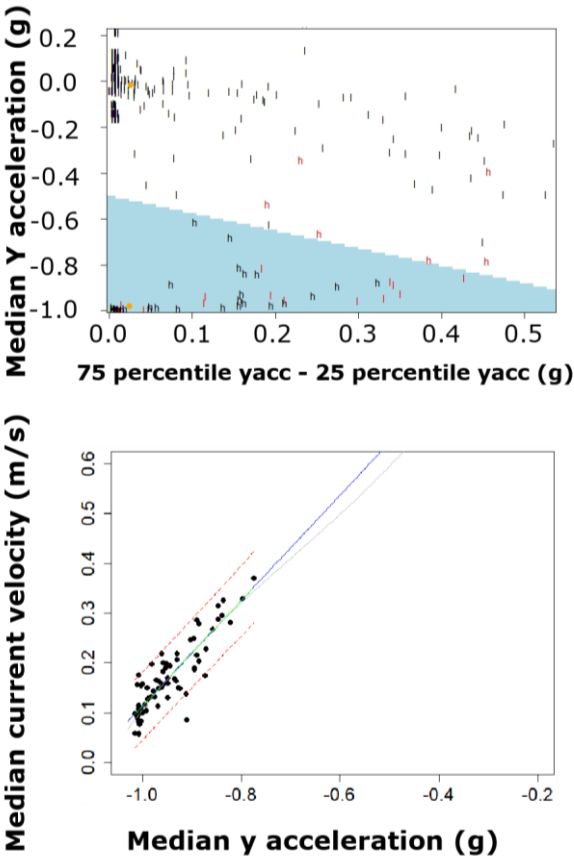 Median Y acceleration (g)
0.2
0.0
-0.2
-0.4
-0.6
-0.8
-1.0
0.0 0.1 0.2 0.3 0.4 0.5
75 percentile yacc - 25 percentile yacc (g)
Median current velocity (m/s)
0.6
0.5
0.4
0.3
0.2
0.1
0.0
-1.0 -0.8 -0.6 -0.4 -0.2
Median y acceleration (g)